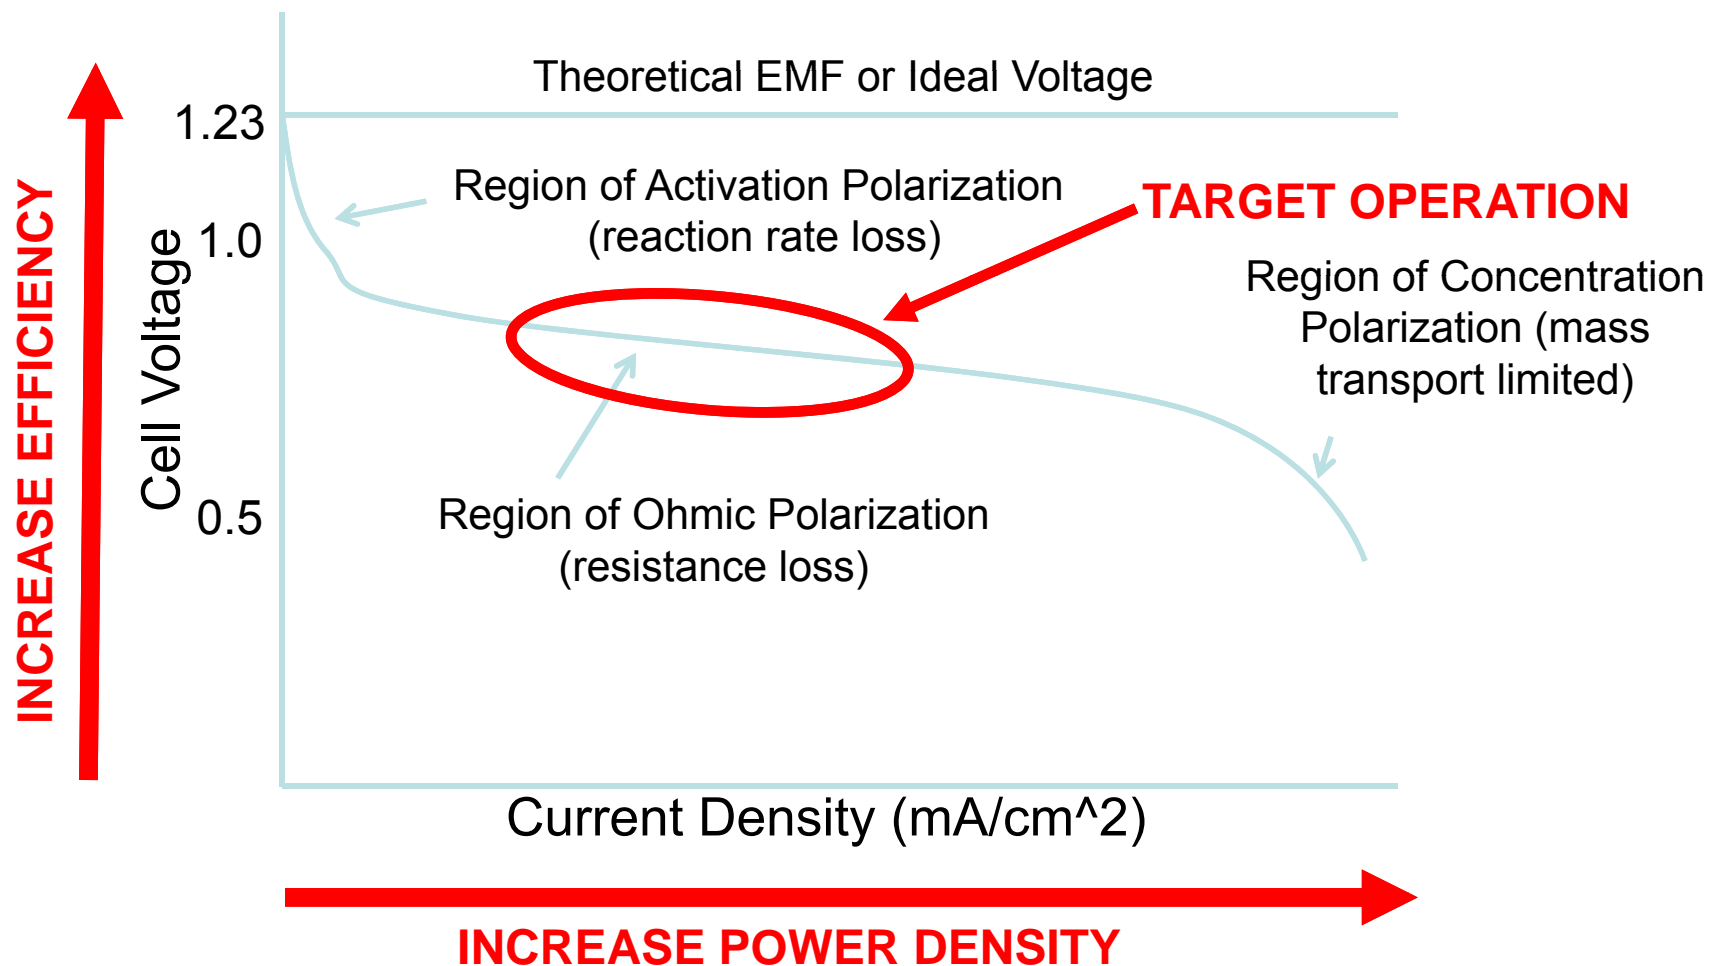 Theoretical EMF or Ideal Voltage
1.23
Region of Activation Polarization
(reaction rate loss)
TARGET OPERATION
1.0
Region of Concentration
Polarization (mass
transport limited)
INCREASE EFFICIENCY
Cell Voltage
0.5
Region of Ohmic Polarization
(resistance loss)
Current Density (mA/cm^2)
INCREASE POWER DENSITY